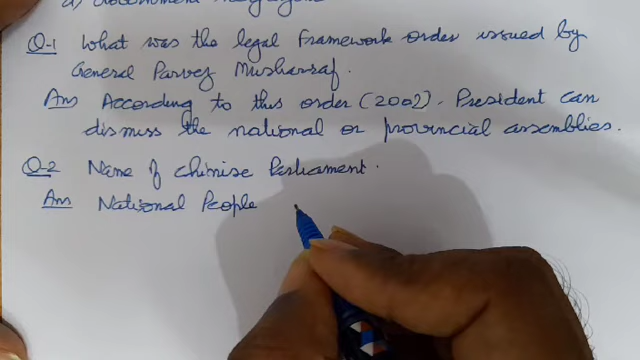 Q-1 What was the legal framework order issued by
General Parvez Musharraf.
Ans According to this order (2002). President can
dismiss the national or provincial assemblies.
Q-2 Name of Chinise Parliament.
Ans National People